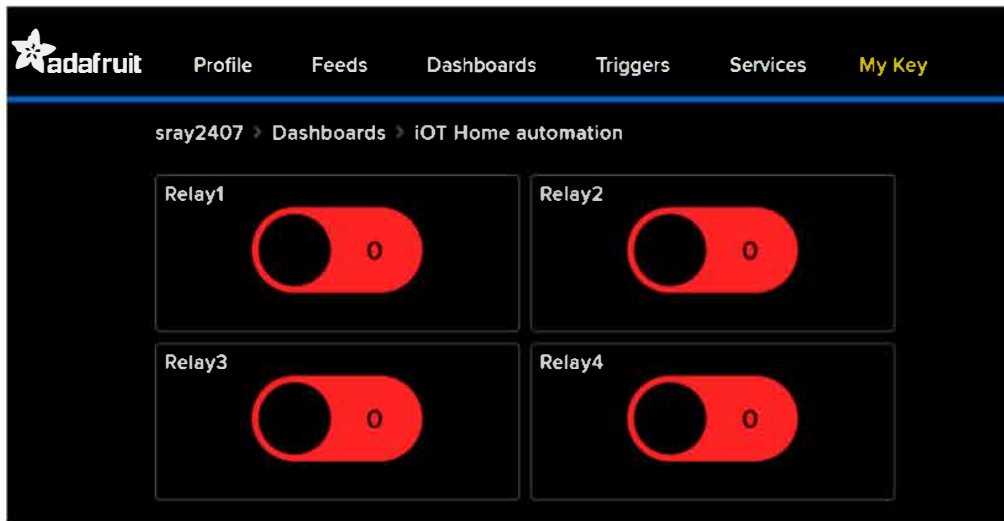 adafruit Profile Feeds Dashboards Triggers Services My Key
sray2407 > Dashboards > iOT Home automation
Relay1 Relay2
0 0
Relay3 Relay4
0 0